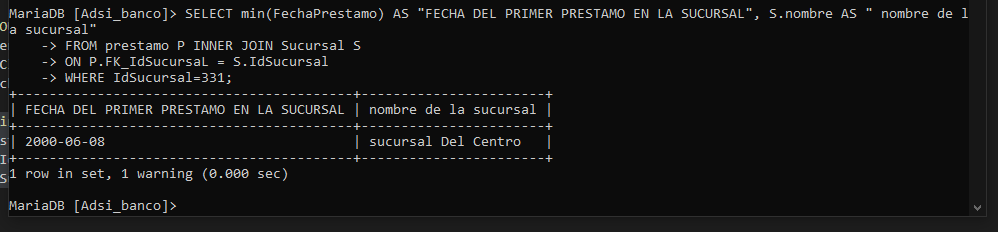 MariaDB [Adsi_banco]> SELECT min(FechaPrestamo) AS "FECHA DEL PRIMER PRESTAMO EN LA SUCURSAL", S.nombre AS " nombre de l
a sucursal"
    -> FROM prestamo P INNER JOIN Sucursal S
    -> ON P.FK_IdSucursaL = S.IdSucursal
    -> WHERE IdSucursal=331;
+------------------------------------------+-----------------------+
| FECHA DEL PRIMER PRESTAMO EN LA SUCURSAL | nombre de la sucursal |
+------------------------------------------+-----------------------+
| 2000-06-08                               | sucursal Del Centro   |
+------------------------------------------+-----------------------+
1 row in set, 1 warning (0.000 sec)
MariaDB [Adsi_banco]>